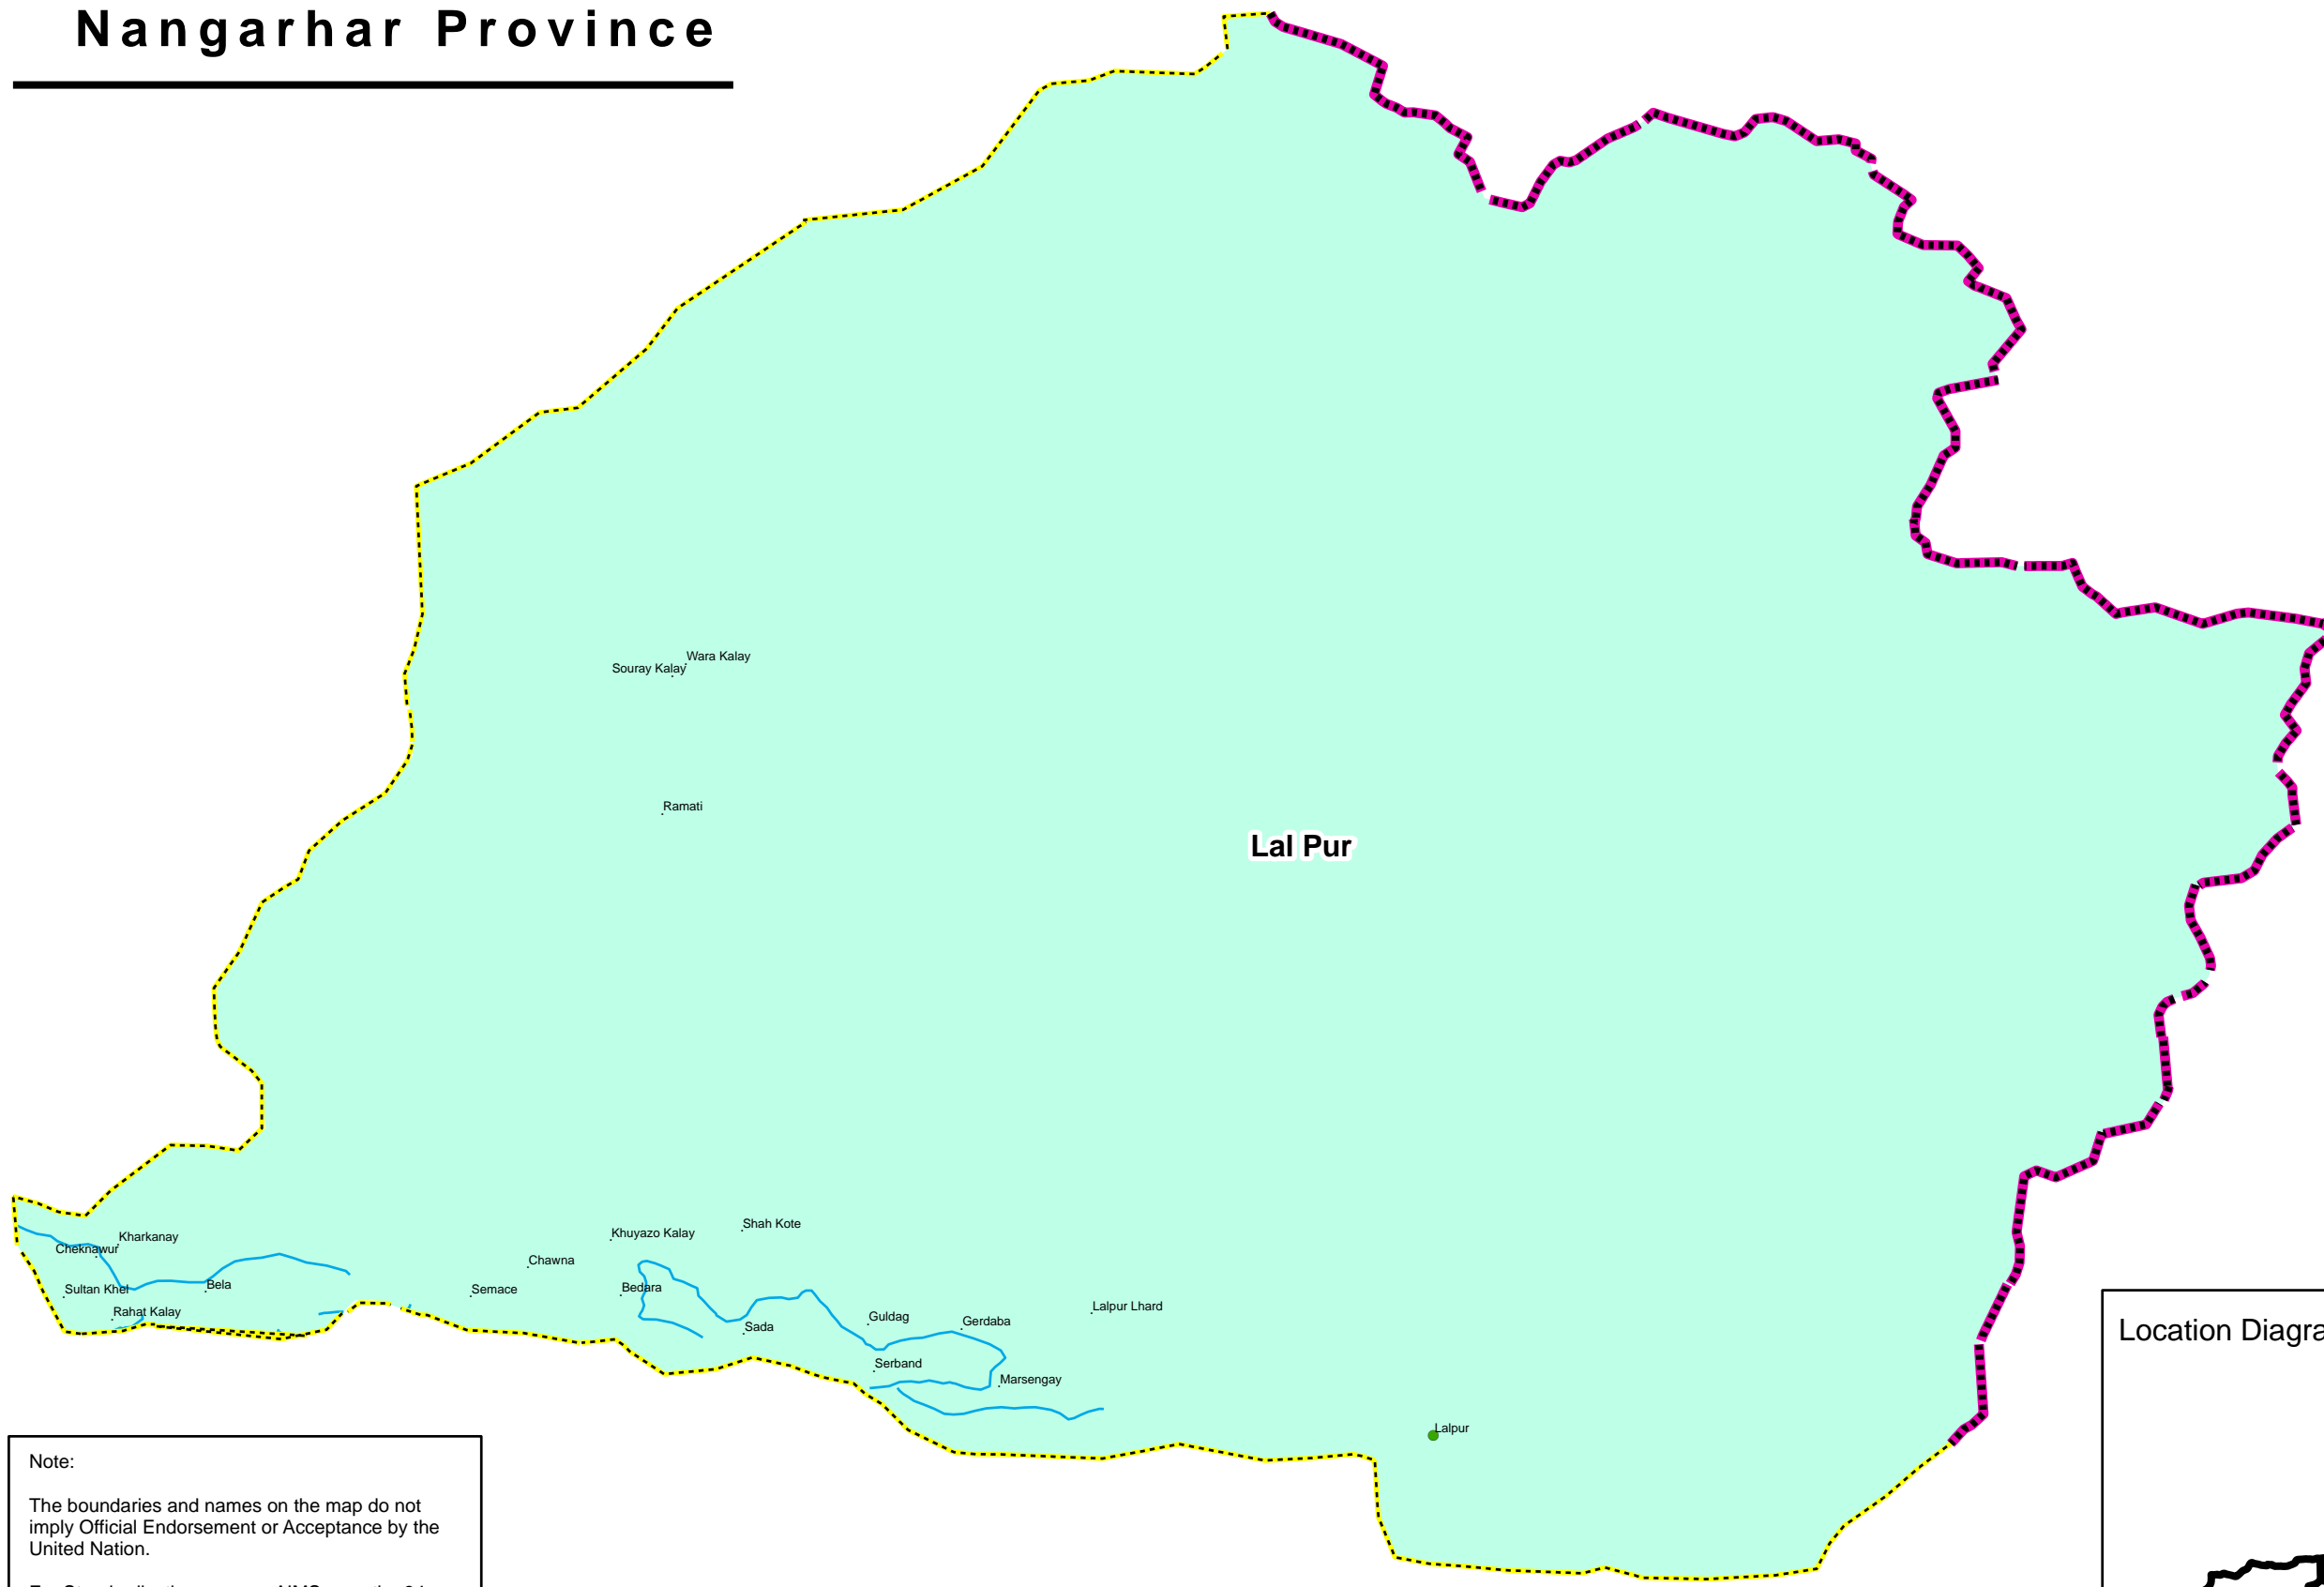 Nangarhar Province
Wara Kalay
Souray Kalay
Ramati
Lal Pur
Shah Kote
Khuyazo Kalay
Kharkanay
Cheknawur
Chawna
Bela
Sultan Khel
Semace
Bedara
Rahat Kalay
Lalpur Lhard
Guldag
Gerdaba
Sada
Serband
Marsengay
Lalpur
Location Diagra
Note:
The boundaries and names on the map do not
imply Official Endorsement or Acceptance by the
United Nation.